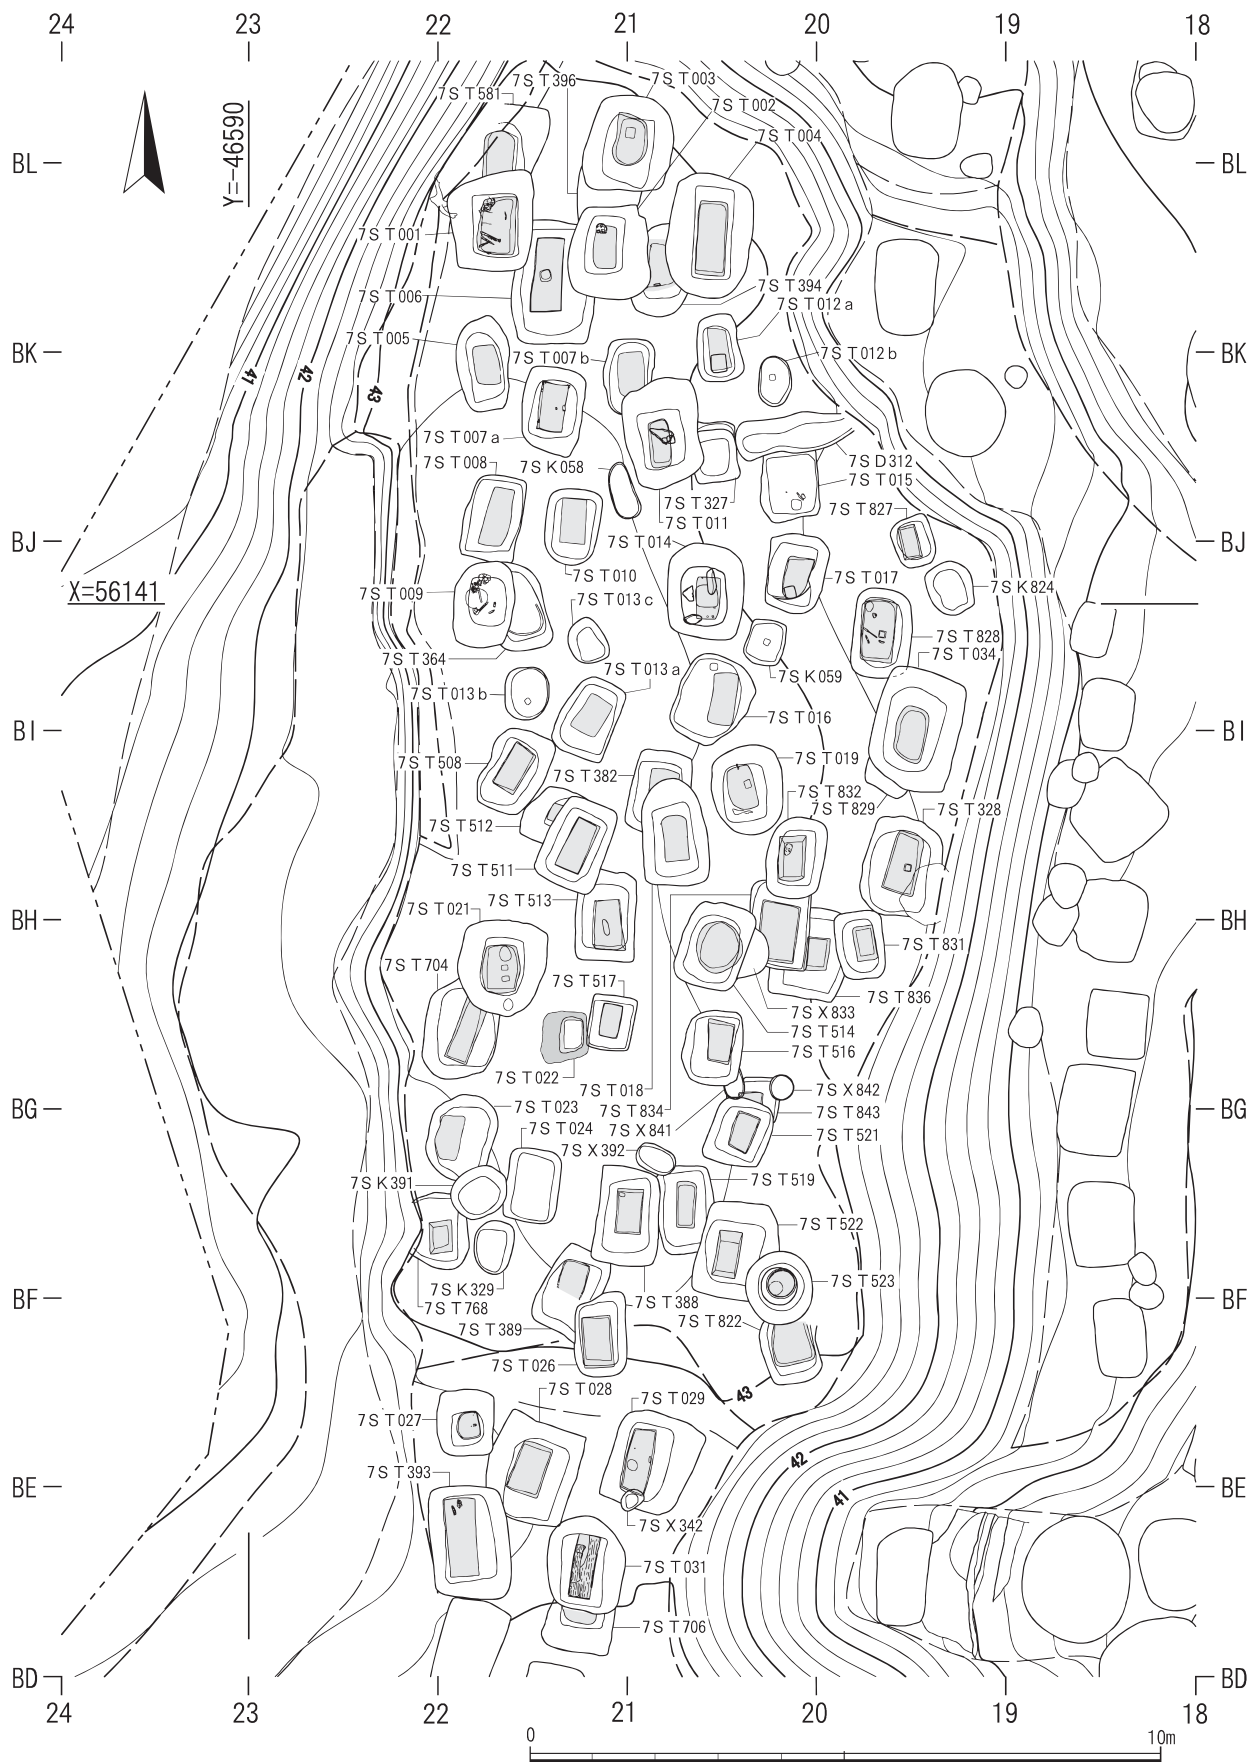 24 23 22 21 20 19 18
7S T396 7S T003
7S T581
7S T002
7S T004
Y=-46590
BL BL
7S T001
7S T394
7S T006
7S T012a
7S T005
BK 7S T007b 7S T012b BK
41 42 43
7S T007a
7S T008 7S K058 7S D312
7S T015
7S T327 7S T827
7S T011
BJ 7S T014 BJ
7S T010 7S T017
X=56141 7S T009 7S T013c 7S K824
7S T828
7S T364 7S T034
7S T013a 7S K059
7S T013b
7S T016
BI BI
7S T508 7S T382 7S T019
7S T832
7S T829 7S T328
7S T512
7S T511
7S T513
7S T021
BH BH
7S T831
7S T704
7S T517
7S T836
7S X833
7S T514
7S T516
7S T022
7S T018 7S X842
BG 7S T023 7S T834 7S T843 BG
7S T024 7S X841 7S T521
7S X392
7S K391 7S T519
7S T522
7S K329 7S T523
BF 7S T768 7S T388 BF
7S T389 7S T822
7S T026
7S T028 43
7S T029
7S T027
42
7S T393
BE 41 BE
7S X342
7S T031
7S T706
BD BD
24 23 22 21 20 19 18
0 10m